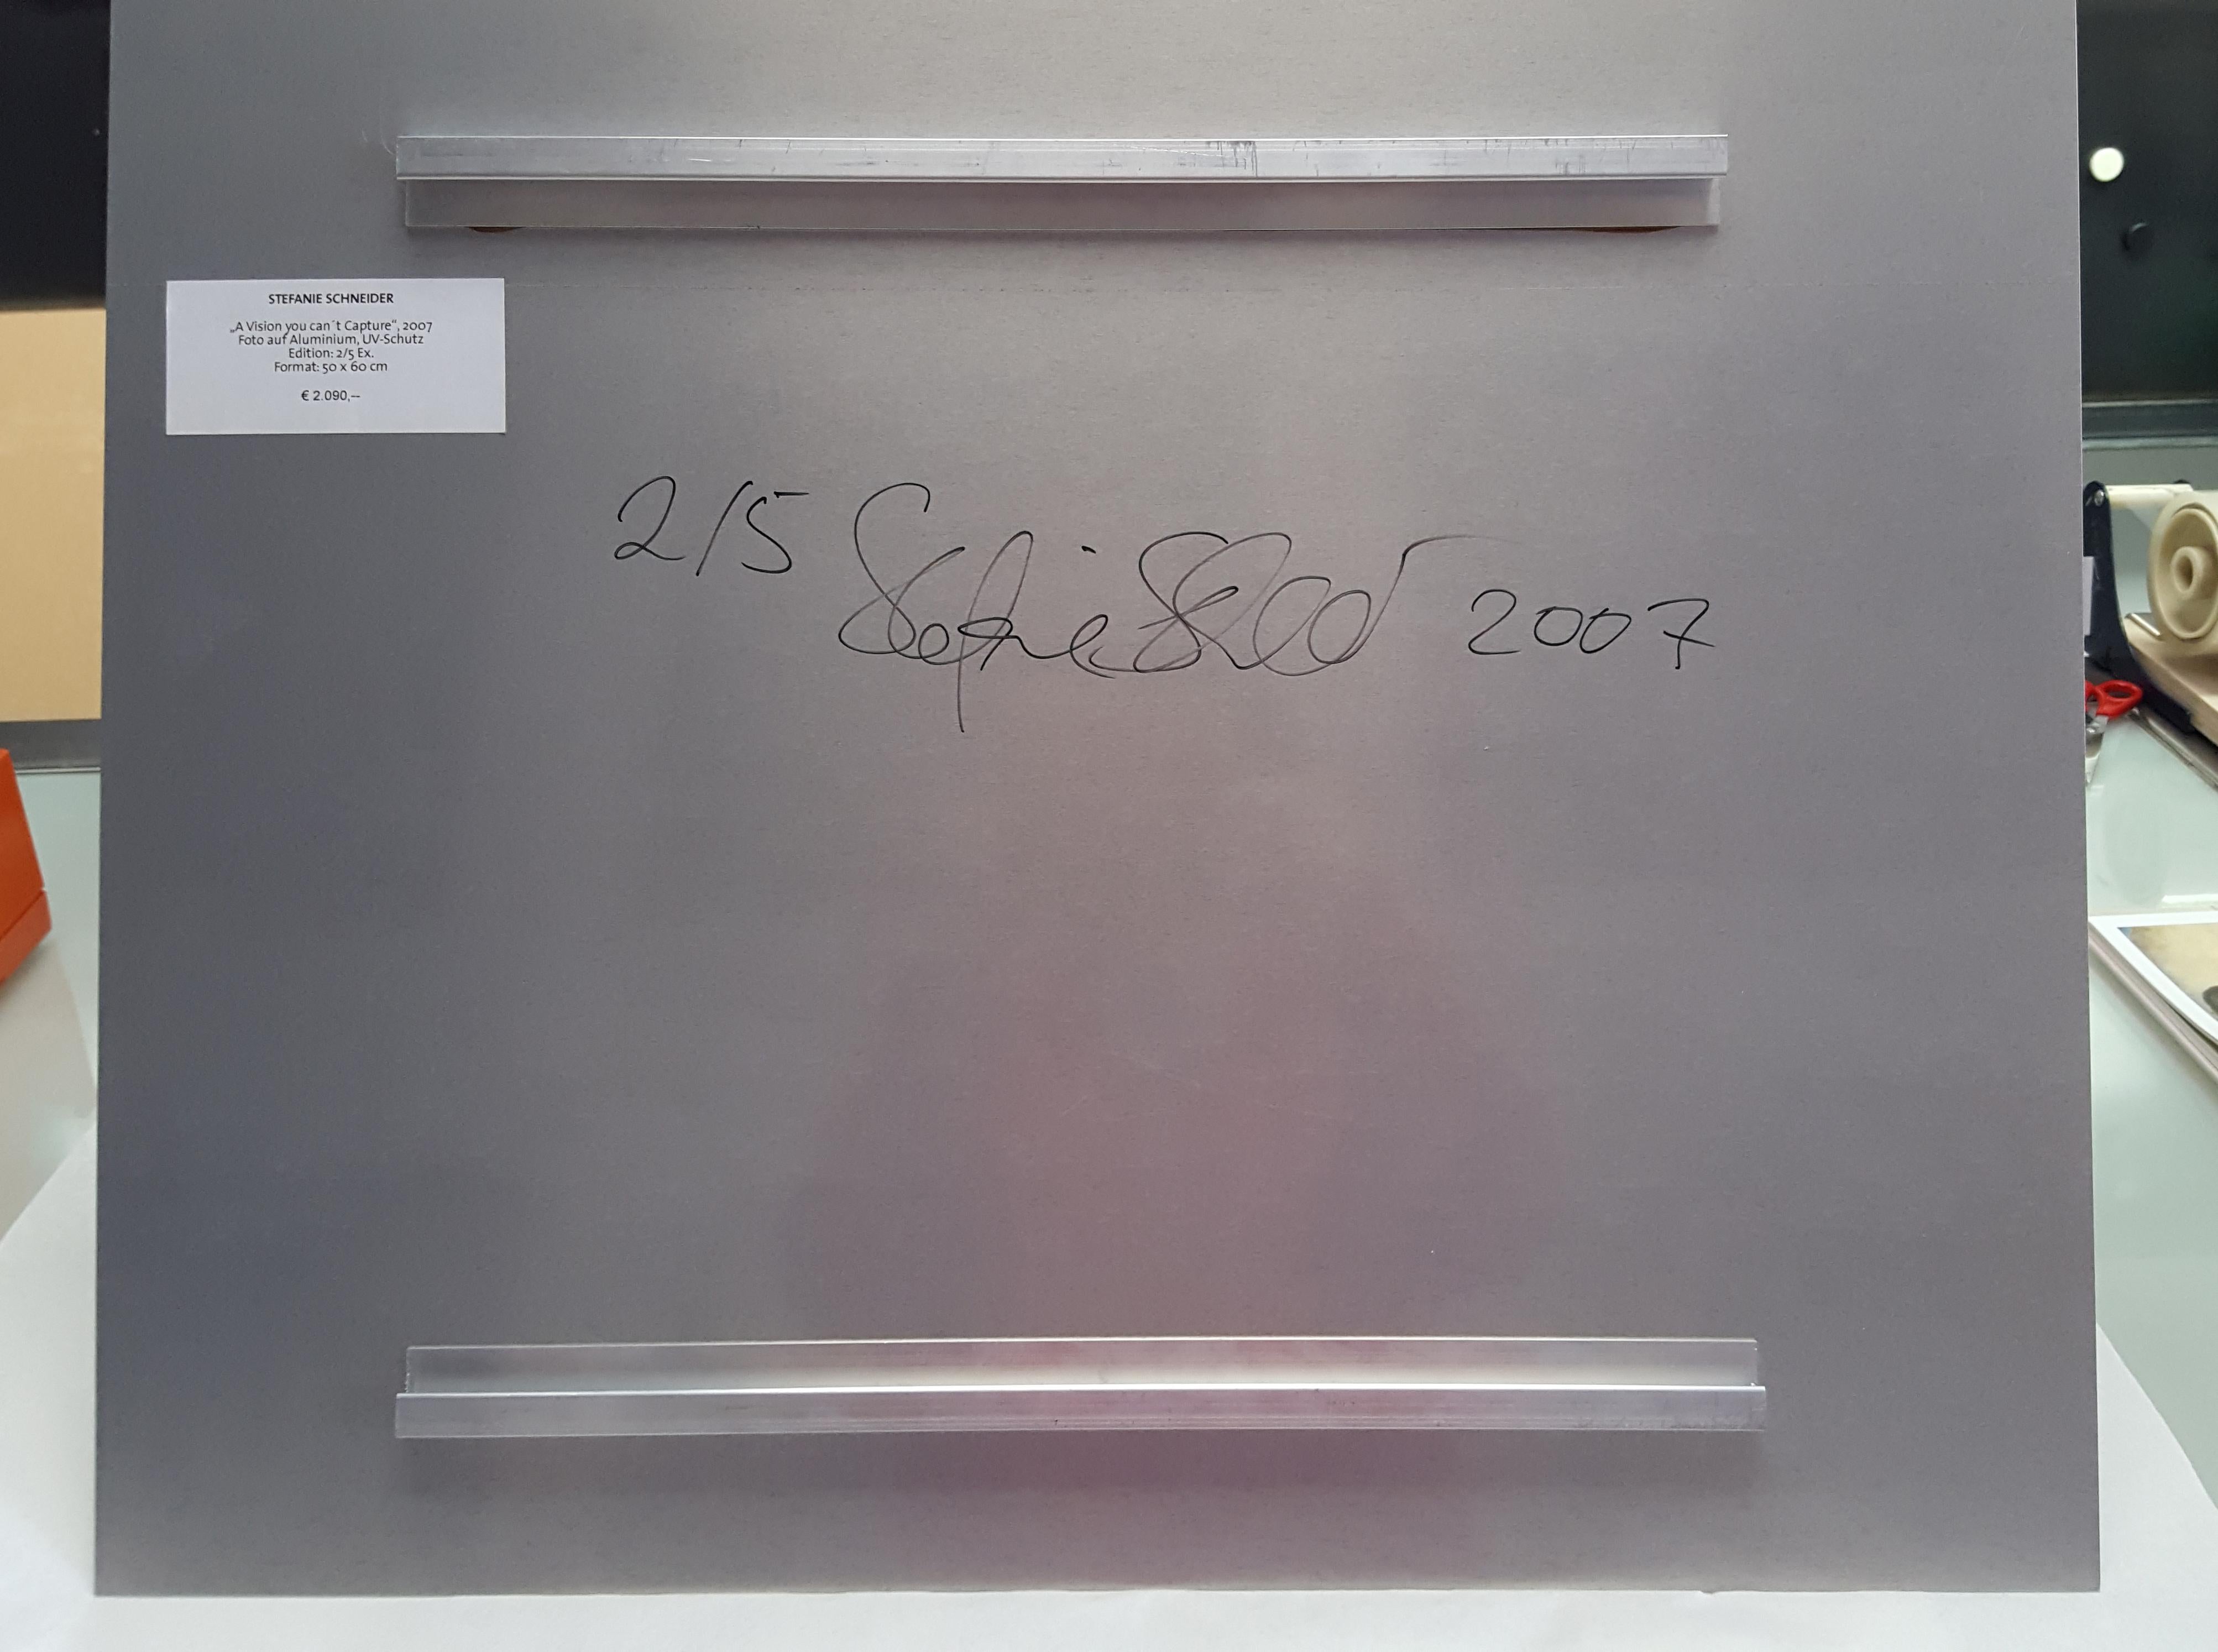 STEFANIE SCHNEIDER
„A Vision you can´t Capture“, 2007
Foto auf Aluminium, UV-Schutz
Edition: 2/5 Ex.
Format: 50 x 60 cm
€ 2.090,--
2/5 2007